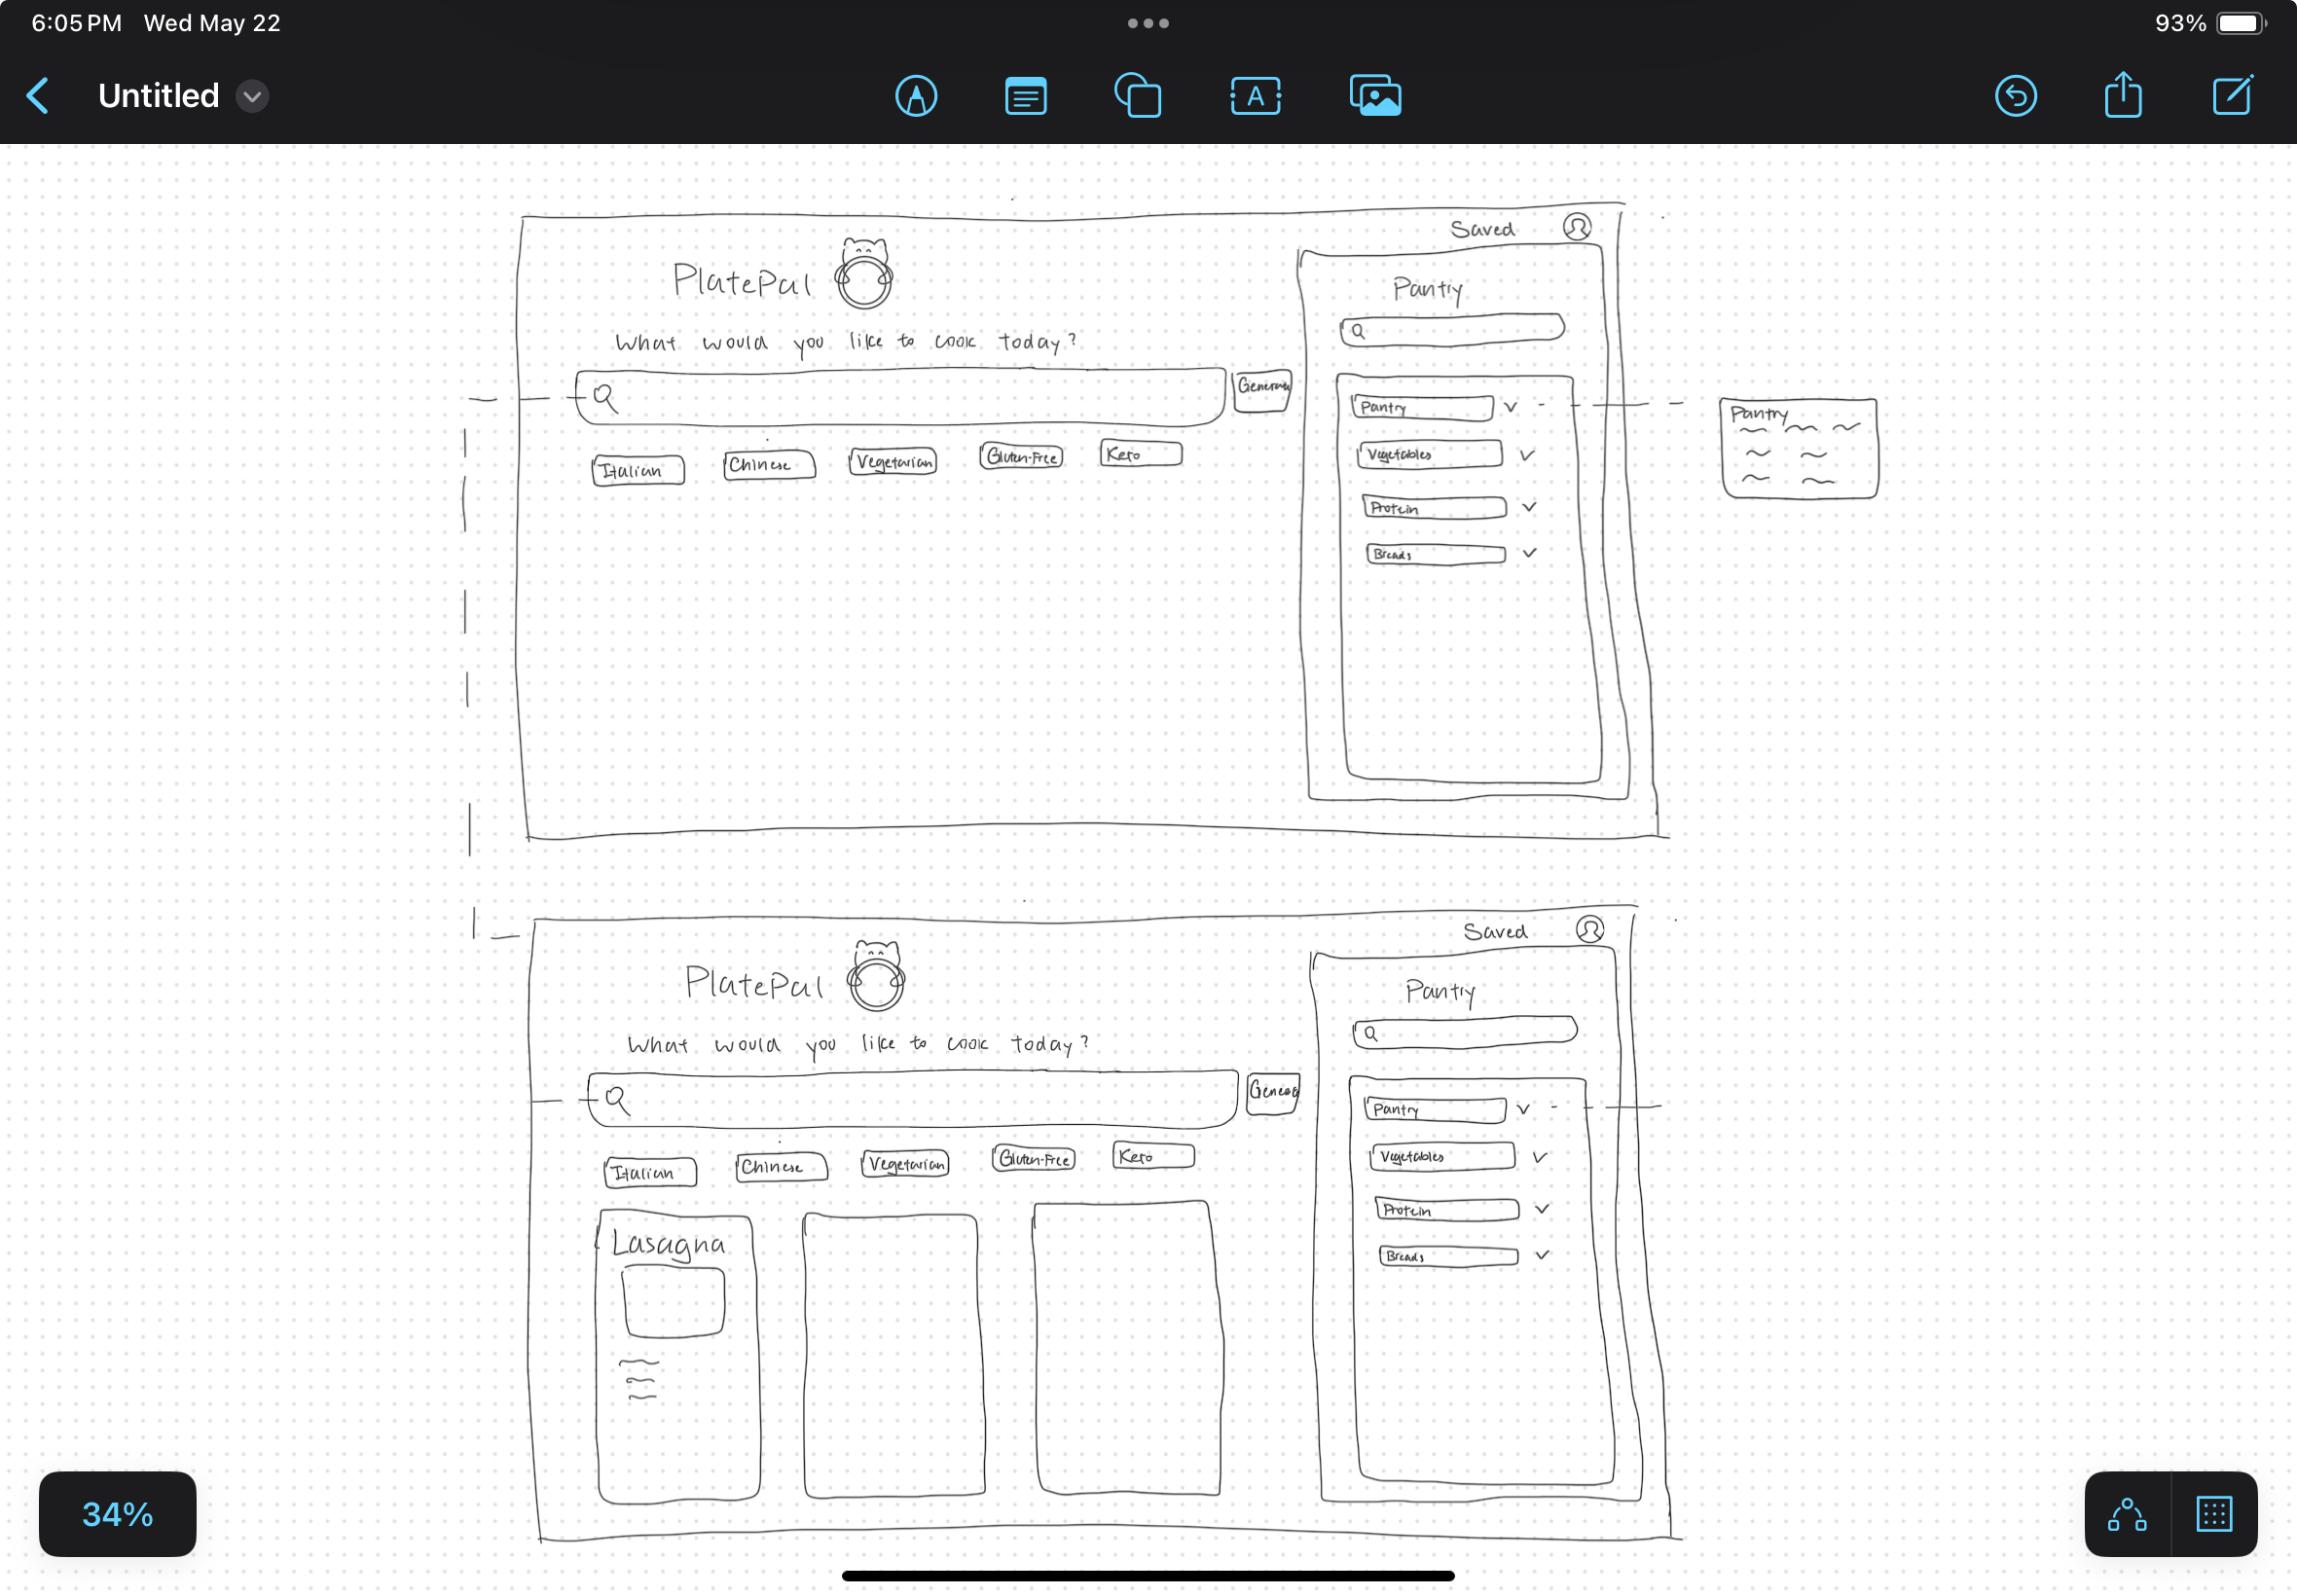 6:05 PM Wed May 22
93%
Untitled
A
Saved
PlatePal
Pantry
What would you like to cook today?
Generate
Italian
Chinese
Vegetarian
Gluten-Free
Keto
Pantry
Vegetables
Protein
Breads
Pantry
Saved
PlatePal
Pantry
What would you like to cook today?
Italian
Chinese
Vegetarian
Gluten-Free
Keto
Pantry
Vegetables
Protein
Breads
Lasagna
34%